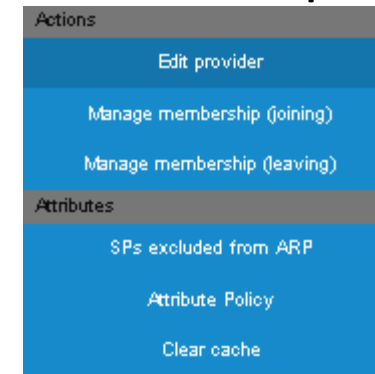 Actions
Edit provider
Manage membership (joining)
Manage membership (leaving)
Attributes
SPs excluded from ARP
Attribute Policy
Clear cache